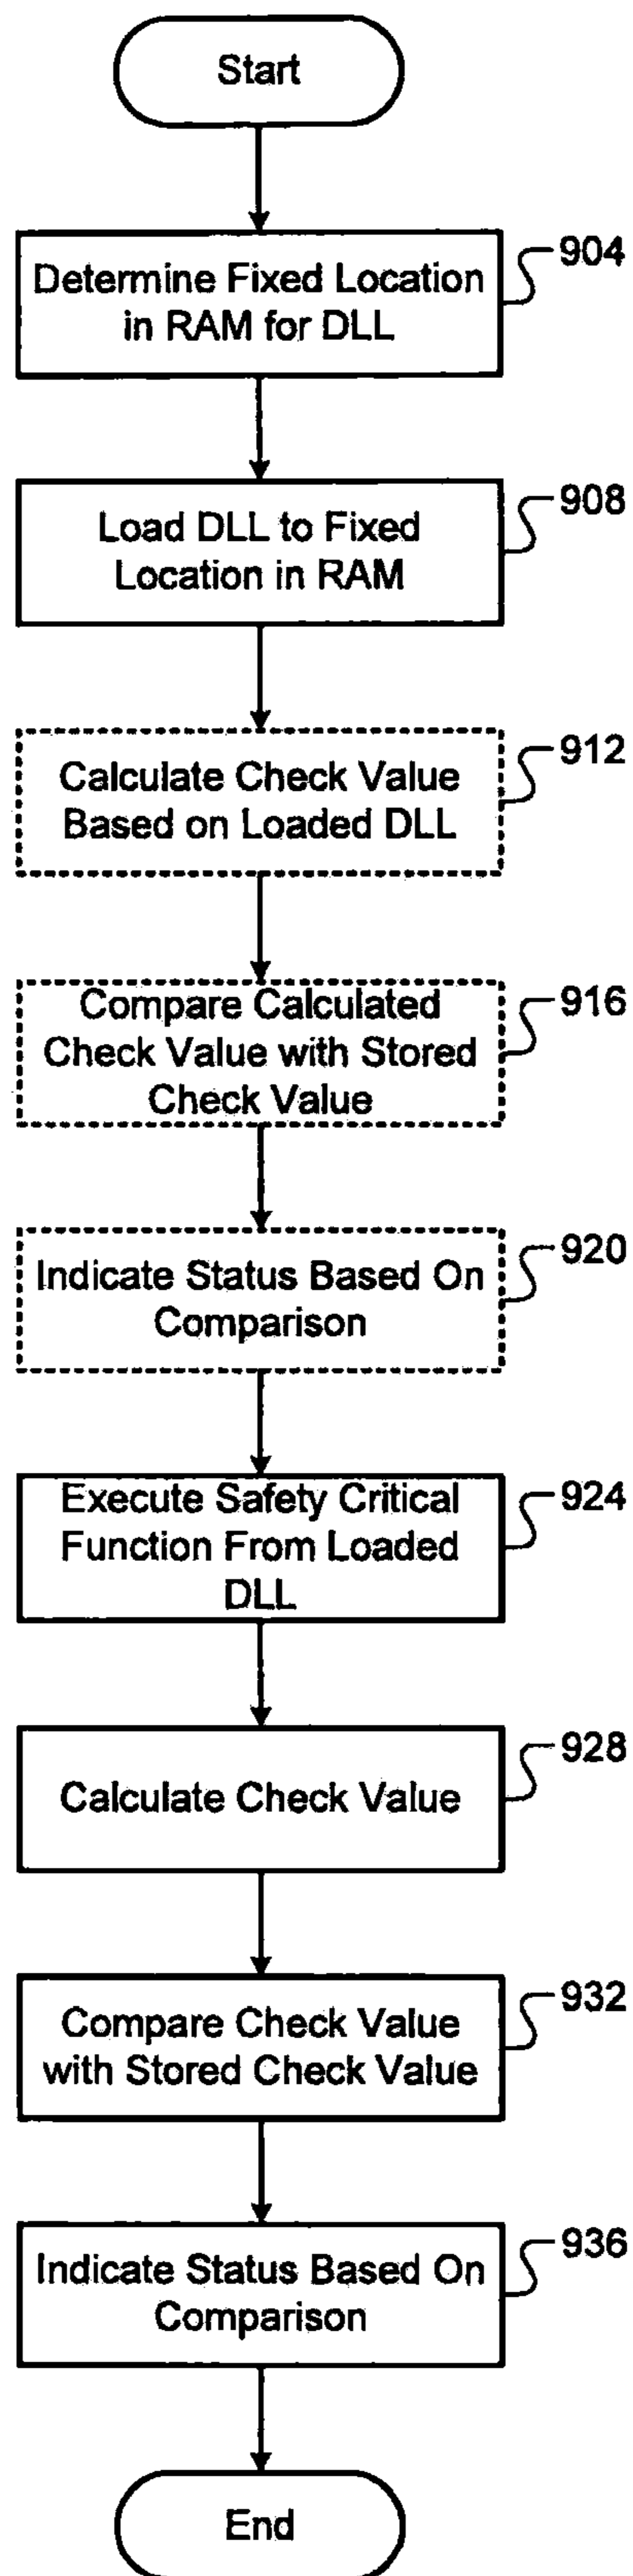 Start
Determine Fixed Location
in RAM for DLL
904
Load DLL to Fixed
Location in RAM
908
Calculate Check Value
Based on Loaded DLL
912
Compare Calculated
Check Value with Stored
Check Value
916
Indicate Status Based On
Comparison
920
Execute Safety Critical
Function From Loaded
DLL
924
Calculate Check Value
928
Compare Check Value
with Stored Check Value
932
Indicate Status Based On
Comparison
936
End